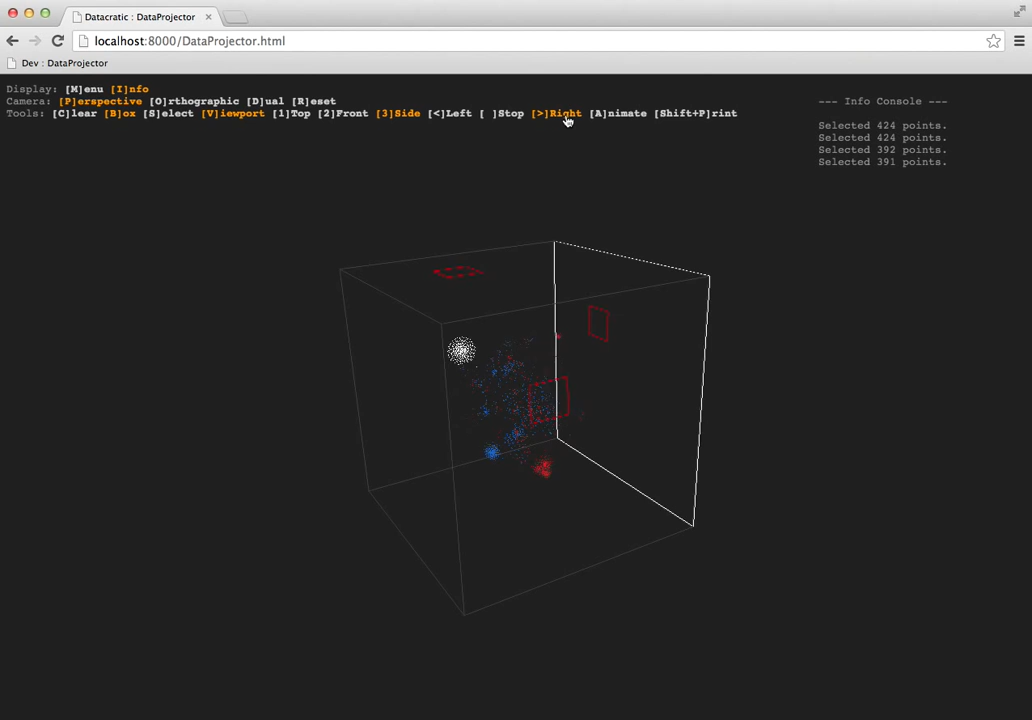 Datacratic : DataProjector
localhost:8000/DataProjector.html
Dev : DataProjector
Display: [M]enu [I]nfo
Camera: [P]erspective [O]rthographic [D]ual [R]eset
Tools: [C]lear [B]ox [S]elect [V]iewport [1]Top [2]Front [3]Side [<]Left [ ]Stop [>]Right [A]nimate [Shift+P]rint
--- Info Console ---
Selected 424 points.
Selected 424 points.
Selected 392 points.
Selected 391 points.